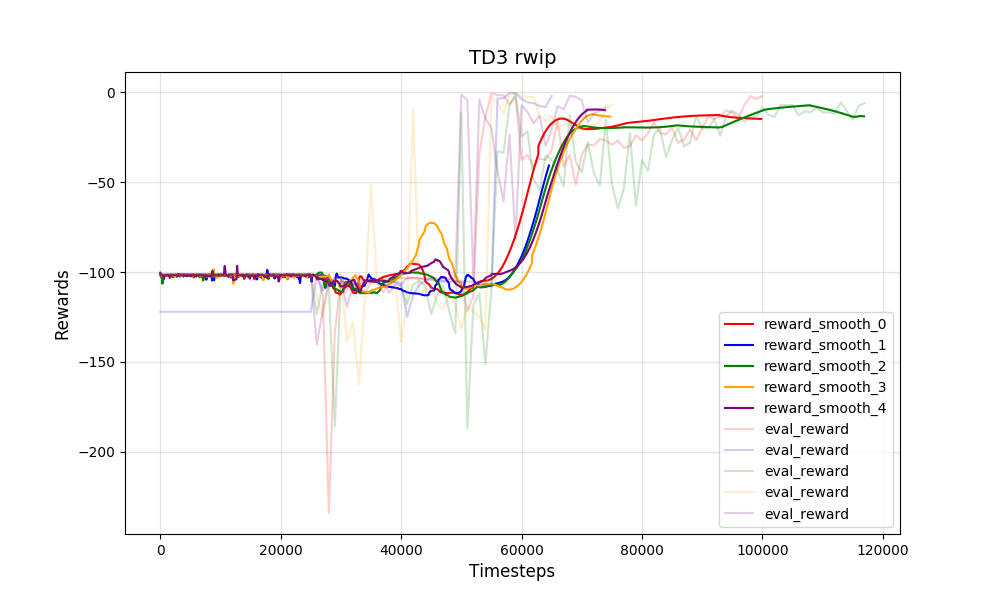 TD3 rwip
Rewards
0
−50
−100
−150
−200
0 20000 40000 60000 80000 100000 120000
Timesteps
reward_smooth_0
reward_smooth_1
reward_smooth_2
reward_smooth_3
reward_smooth_4
eval_reward
eval_reward
eval_reward
eval_reward
eval_reward